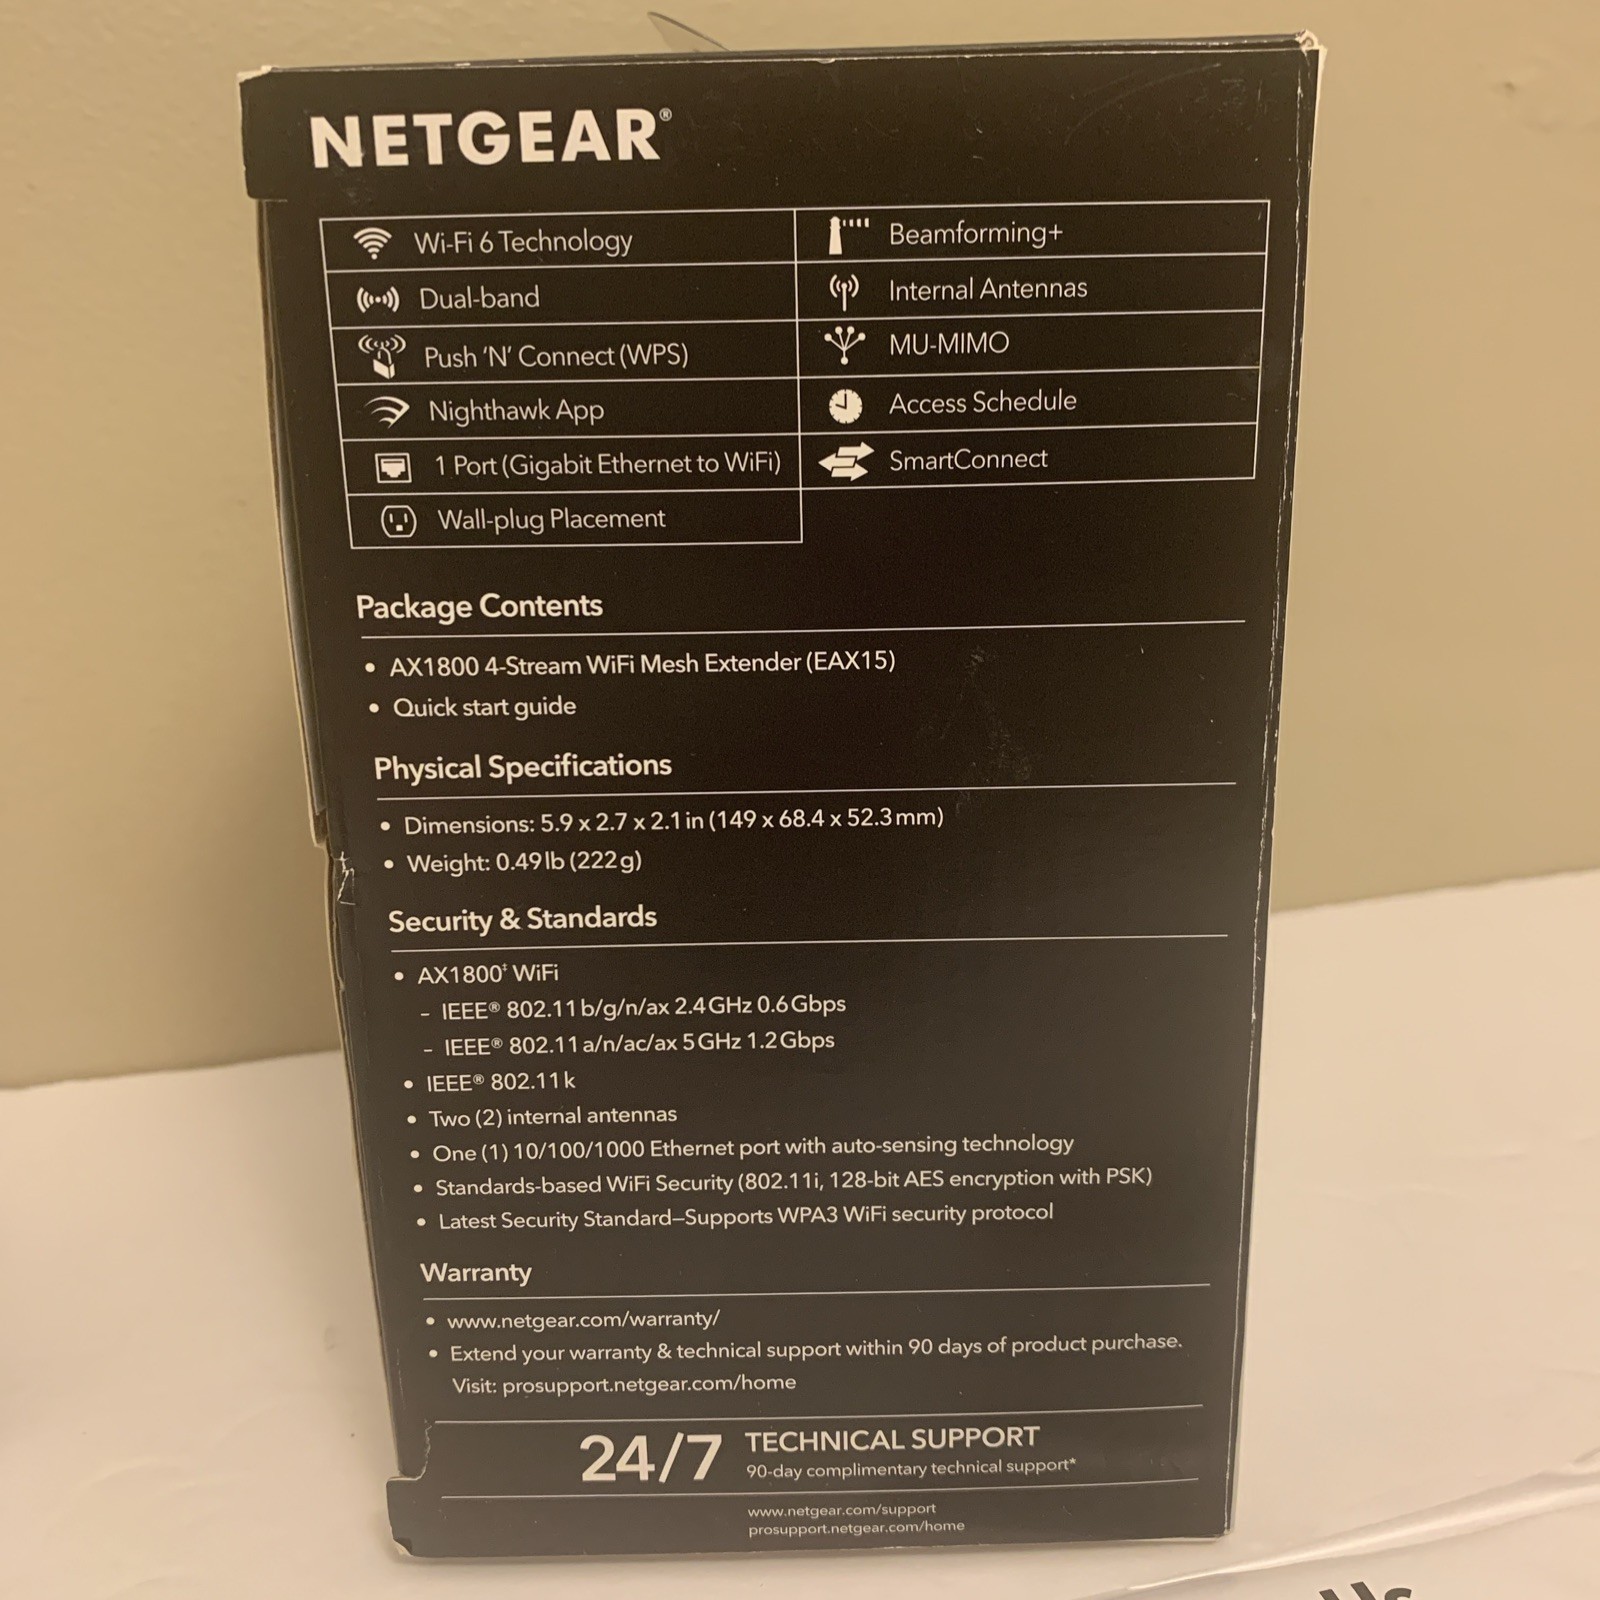 NETGEAR®
Wi-Fi 6 Technology
Beamforming+
Dual-band
Internal Antennas
Push 'N' Connect (WPS)
MU-MIMO
Nighthawk App
Access Schedule
1 Port (Gigabit Ethernet to WiFi)
SmartConnect
Wall-plug Placement
Package Contents
• AX1800 4-Stream WiFi Mesh Extender (EAX15)
• Quick start guide
Physical Specifications
• Dimensions: 5.9 x 2.7 x 2.1 in (149 x 68.4 x 52.3 mm)
• Weight: 0.49 lb (222 g)
Security & Standards
• AX1800‡ WiFi
– IEEE® 802.11 b/g/n/ax 2.4 GHz 0.6 Gbps
– IEEE® 802.11 a/n/ac/ax 5 GHz 1.2 Gbps
• IEEE® 802.11 k
• Two (2) internal antennas
• One (1) 10/100/1000 Ethernet port with auto-sensing technology
• Standards-based WiFi Security (802.11i, 128-bit AES encryption with PSK)
• Latest Security Standard–Supports WPA3 WiFi security protocol
Warranty
• www.netgear.com/warranty/
• Extend your warranty & technical support within 90 days of product purchase.
Visit: prosupport.netgear.com/home
24/7 TECHNICAL SUPPORT
90-day complimentary technical support*
www.netgear.com/support
prosupport.netgear.com/home